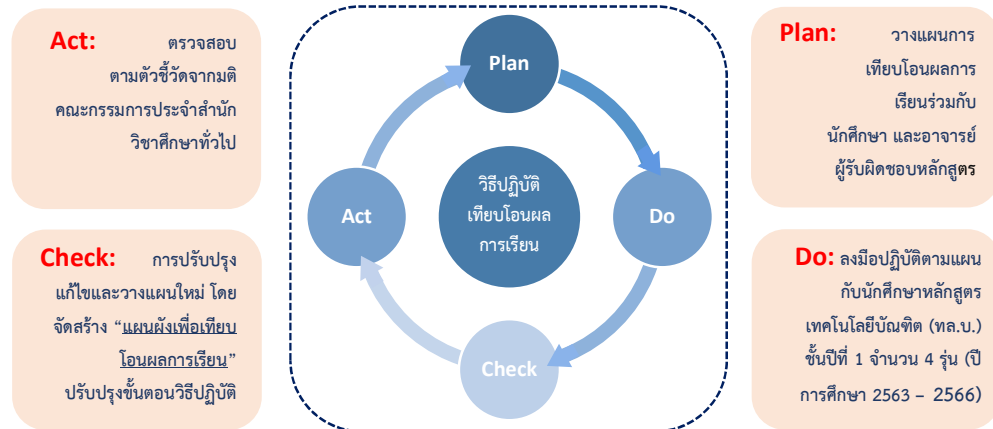 Act: ตรวจสอบ
ตามตัวชี้วัดจากมติ
คณะกรรมการประจำสำนัก
วิชาศึกษาทั่วไป
Plan: วางแผนการ
เทียบโอนผลการ
เรียนร่วมกับ
นักศึกษา และอาจารย์
ผู้รับผิดชอบหลักสูตร
Plan
Act
วิธีปฏิบัติ
เทียบโอนผล
การเรียน
Do
Check
Check: การปรับปรุง
แก้ไขและวางแผนใหม่ โดย
จัดสร้าง “แผนผังเพื่อเทียบ
โอนผลการเรียน”
ปรับปรุงขั้นตอนวิธีปฏิบัติ
Do: ลงมือปฏิบัติตามแผน
กับนักศึกษาหลักสูตร
เทคโนโลยีบัณฑิต (ทล.บ.)
ชั้นปีที่ 1 จำนวน 4 รุ่น (ปี
การศึกษา 2563 – 2566)